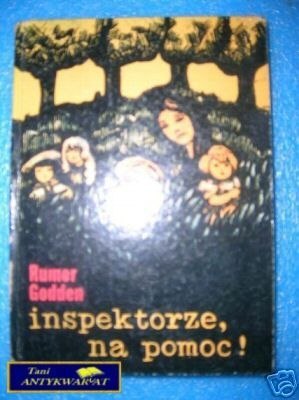 Rumer
Godden
inspektorze,
na pomoc!
Tani
ANTYKWARIAT